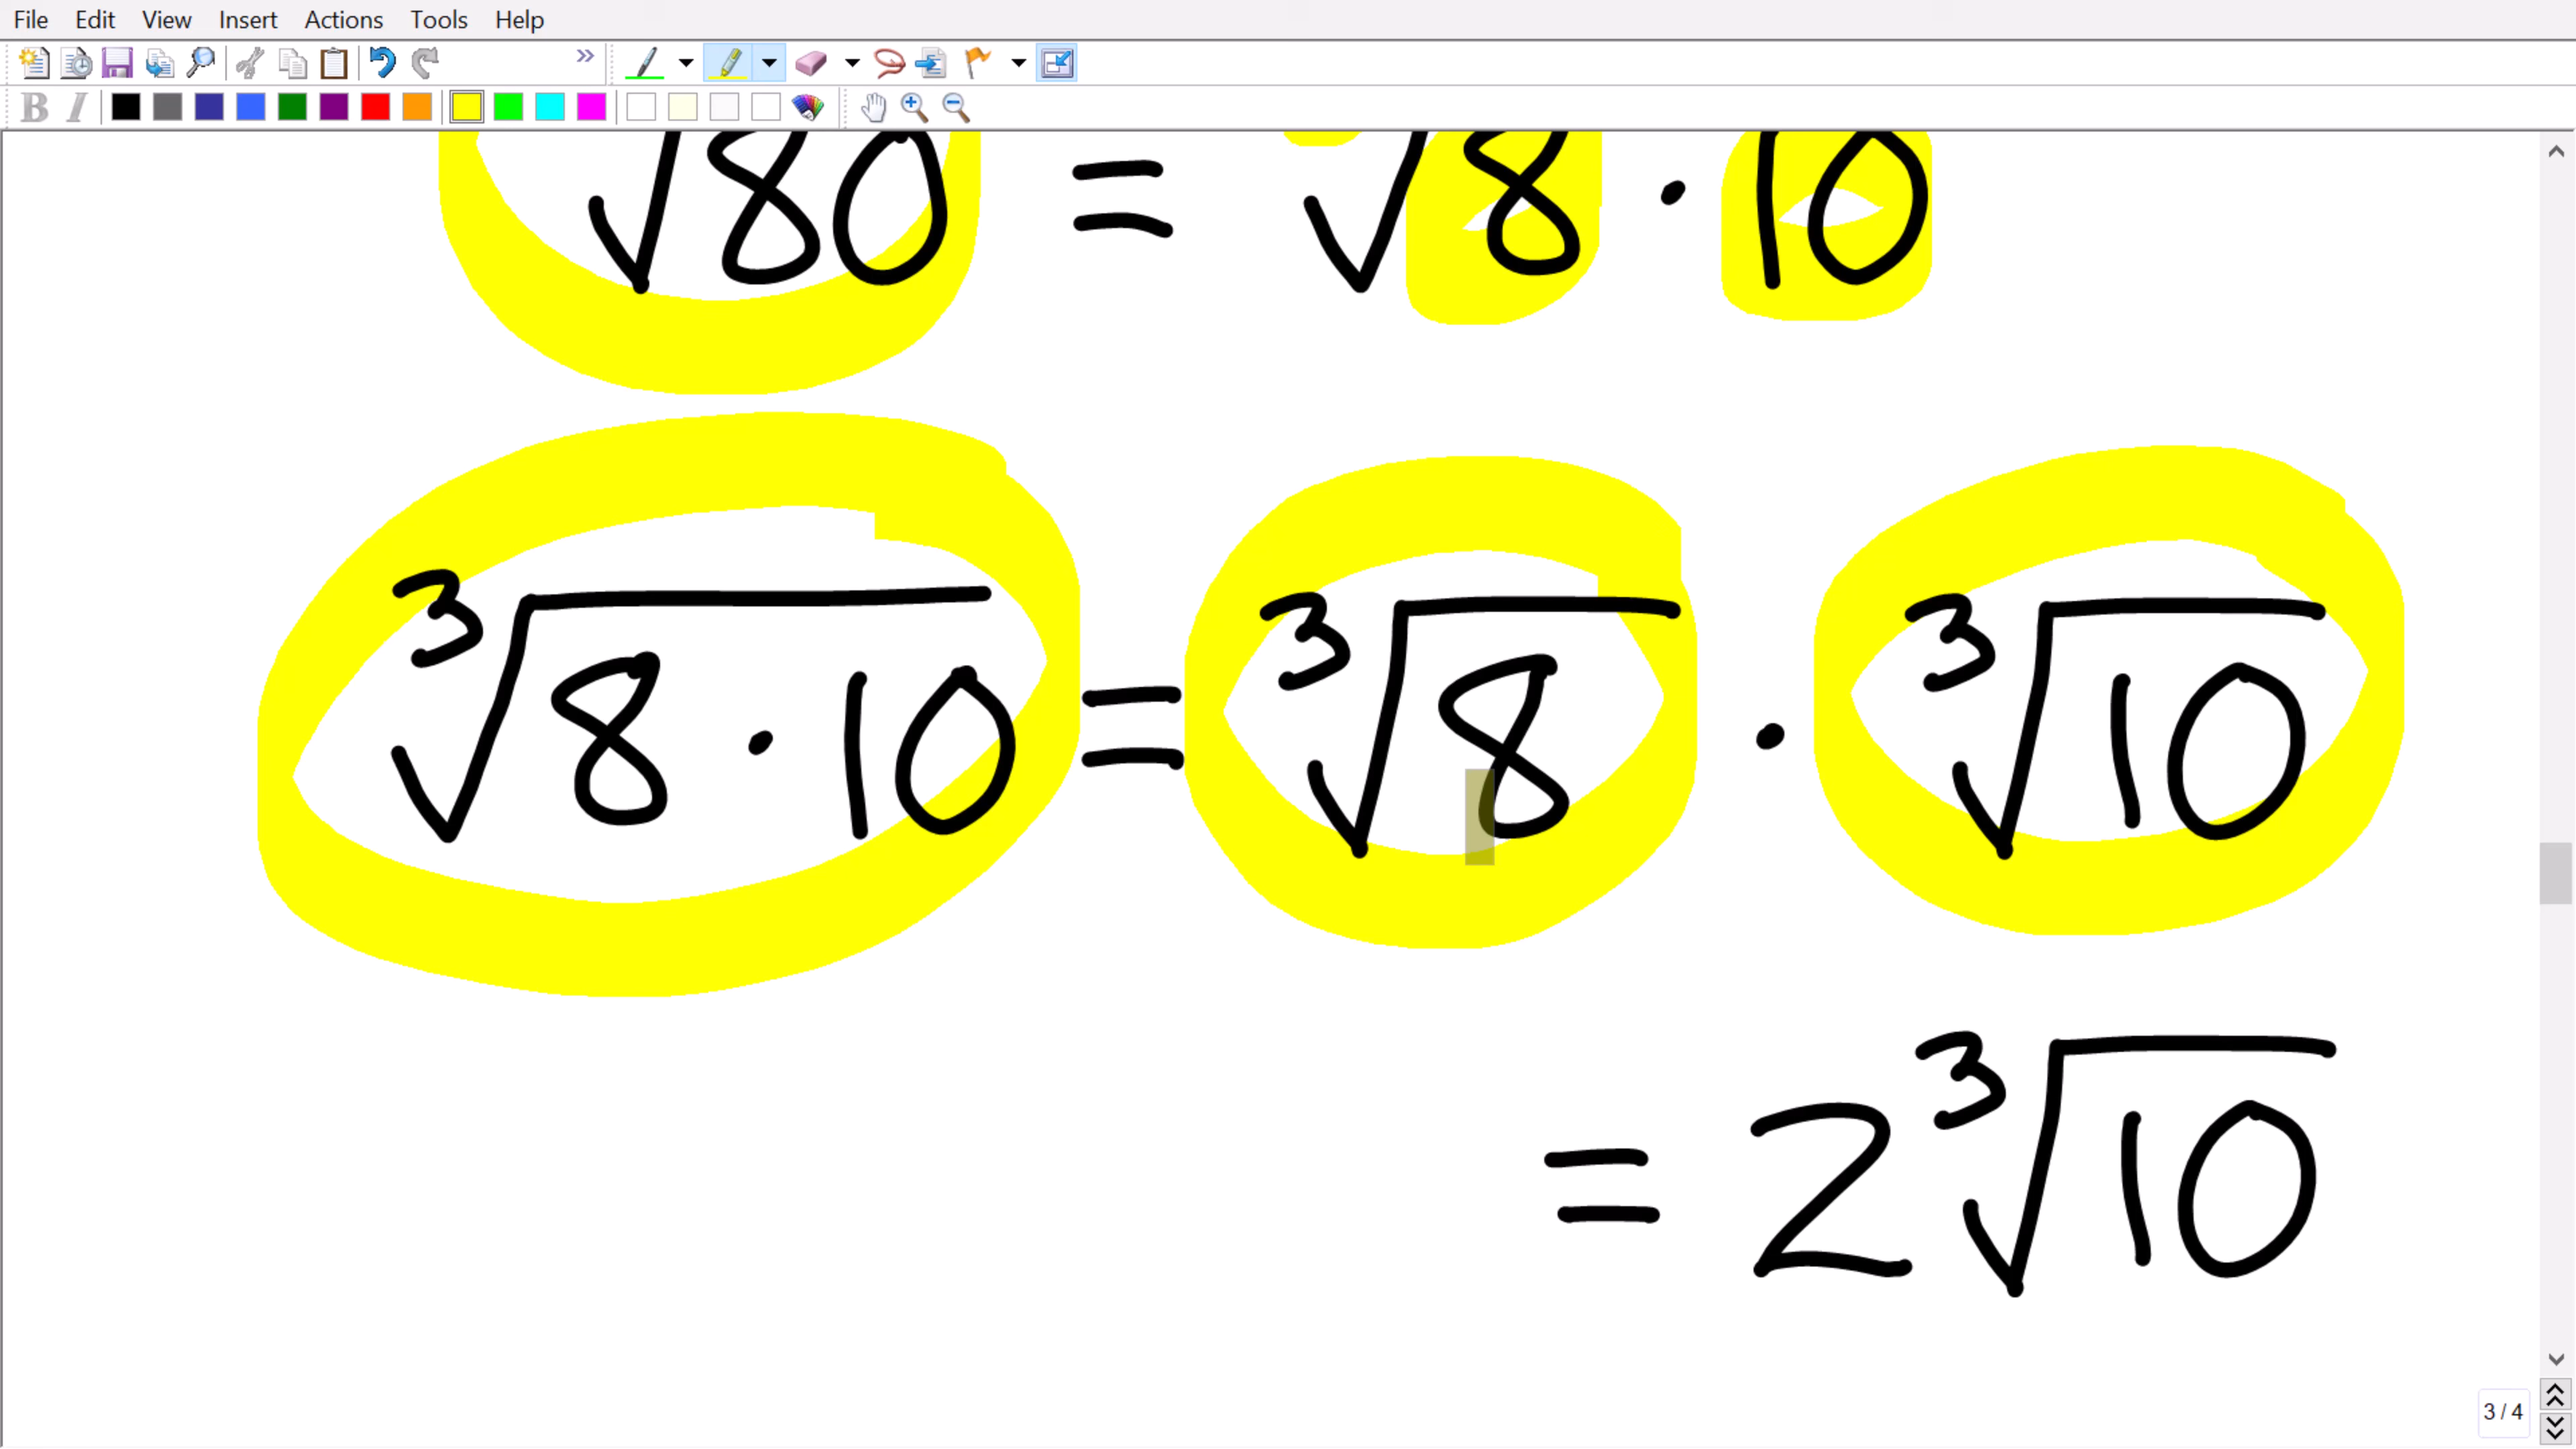 File Edit View Insert Actions Tools Help
B I
√80 = √8 · 10
∛8 · 10 = ∛8 · ∛10
= 2∛10
3 / 4